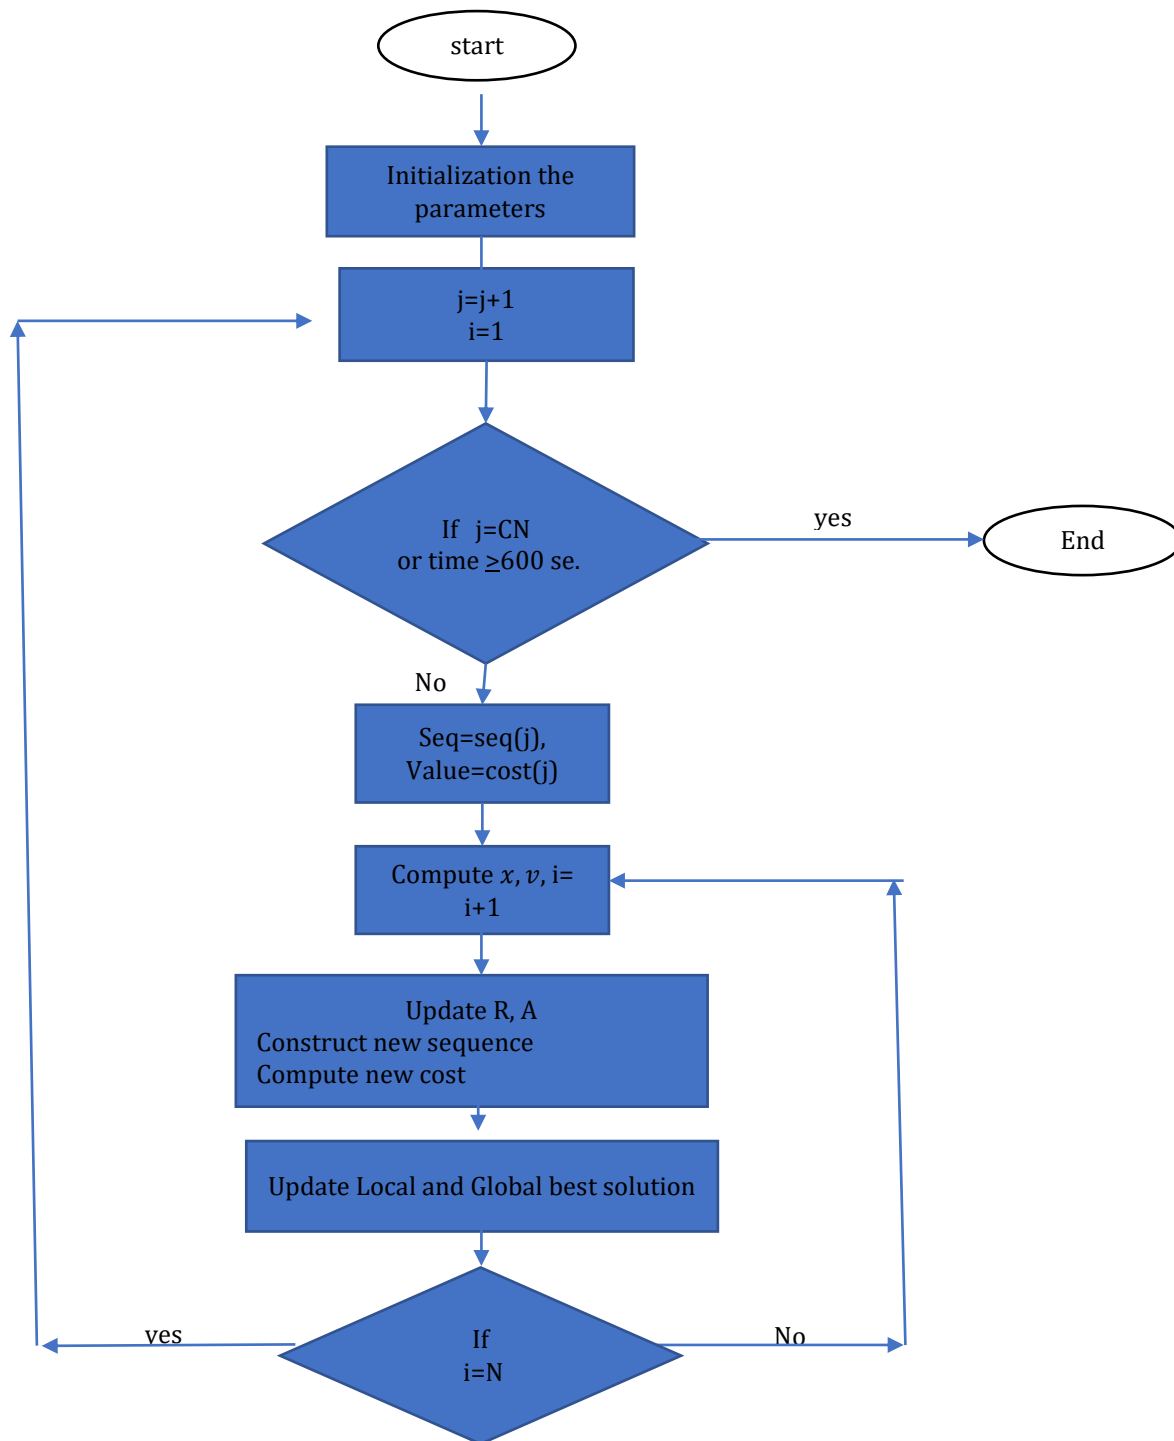 start
Initialization the
parameters
j=j+1
i=1
If j=CN
or time ≥600 se.
yes
End
No
Seq=seq(j),
Value=cost(j)
Compute 𝑥, 𝑣, i=
i+1
Update R, A
Construct new sequence
Compute new cost
Update Local and Global best solution
yes
If
i=N
No